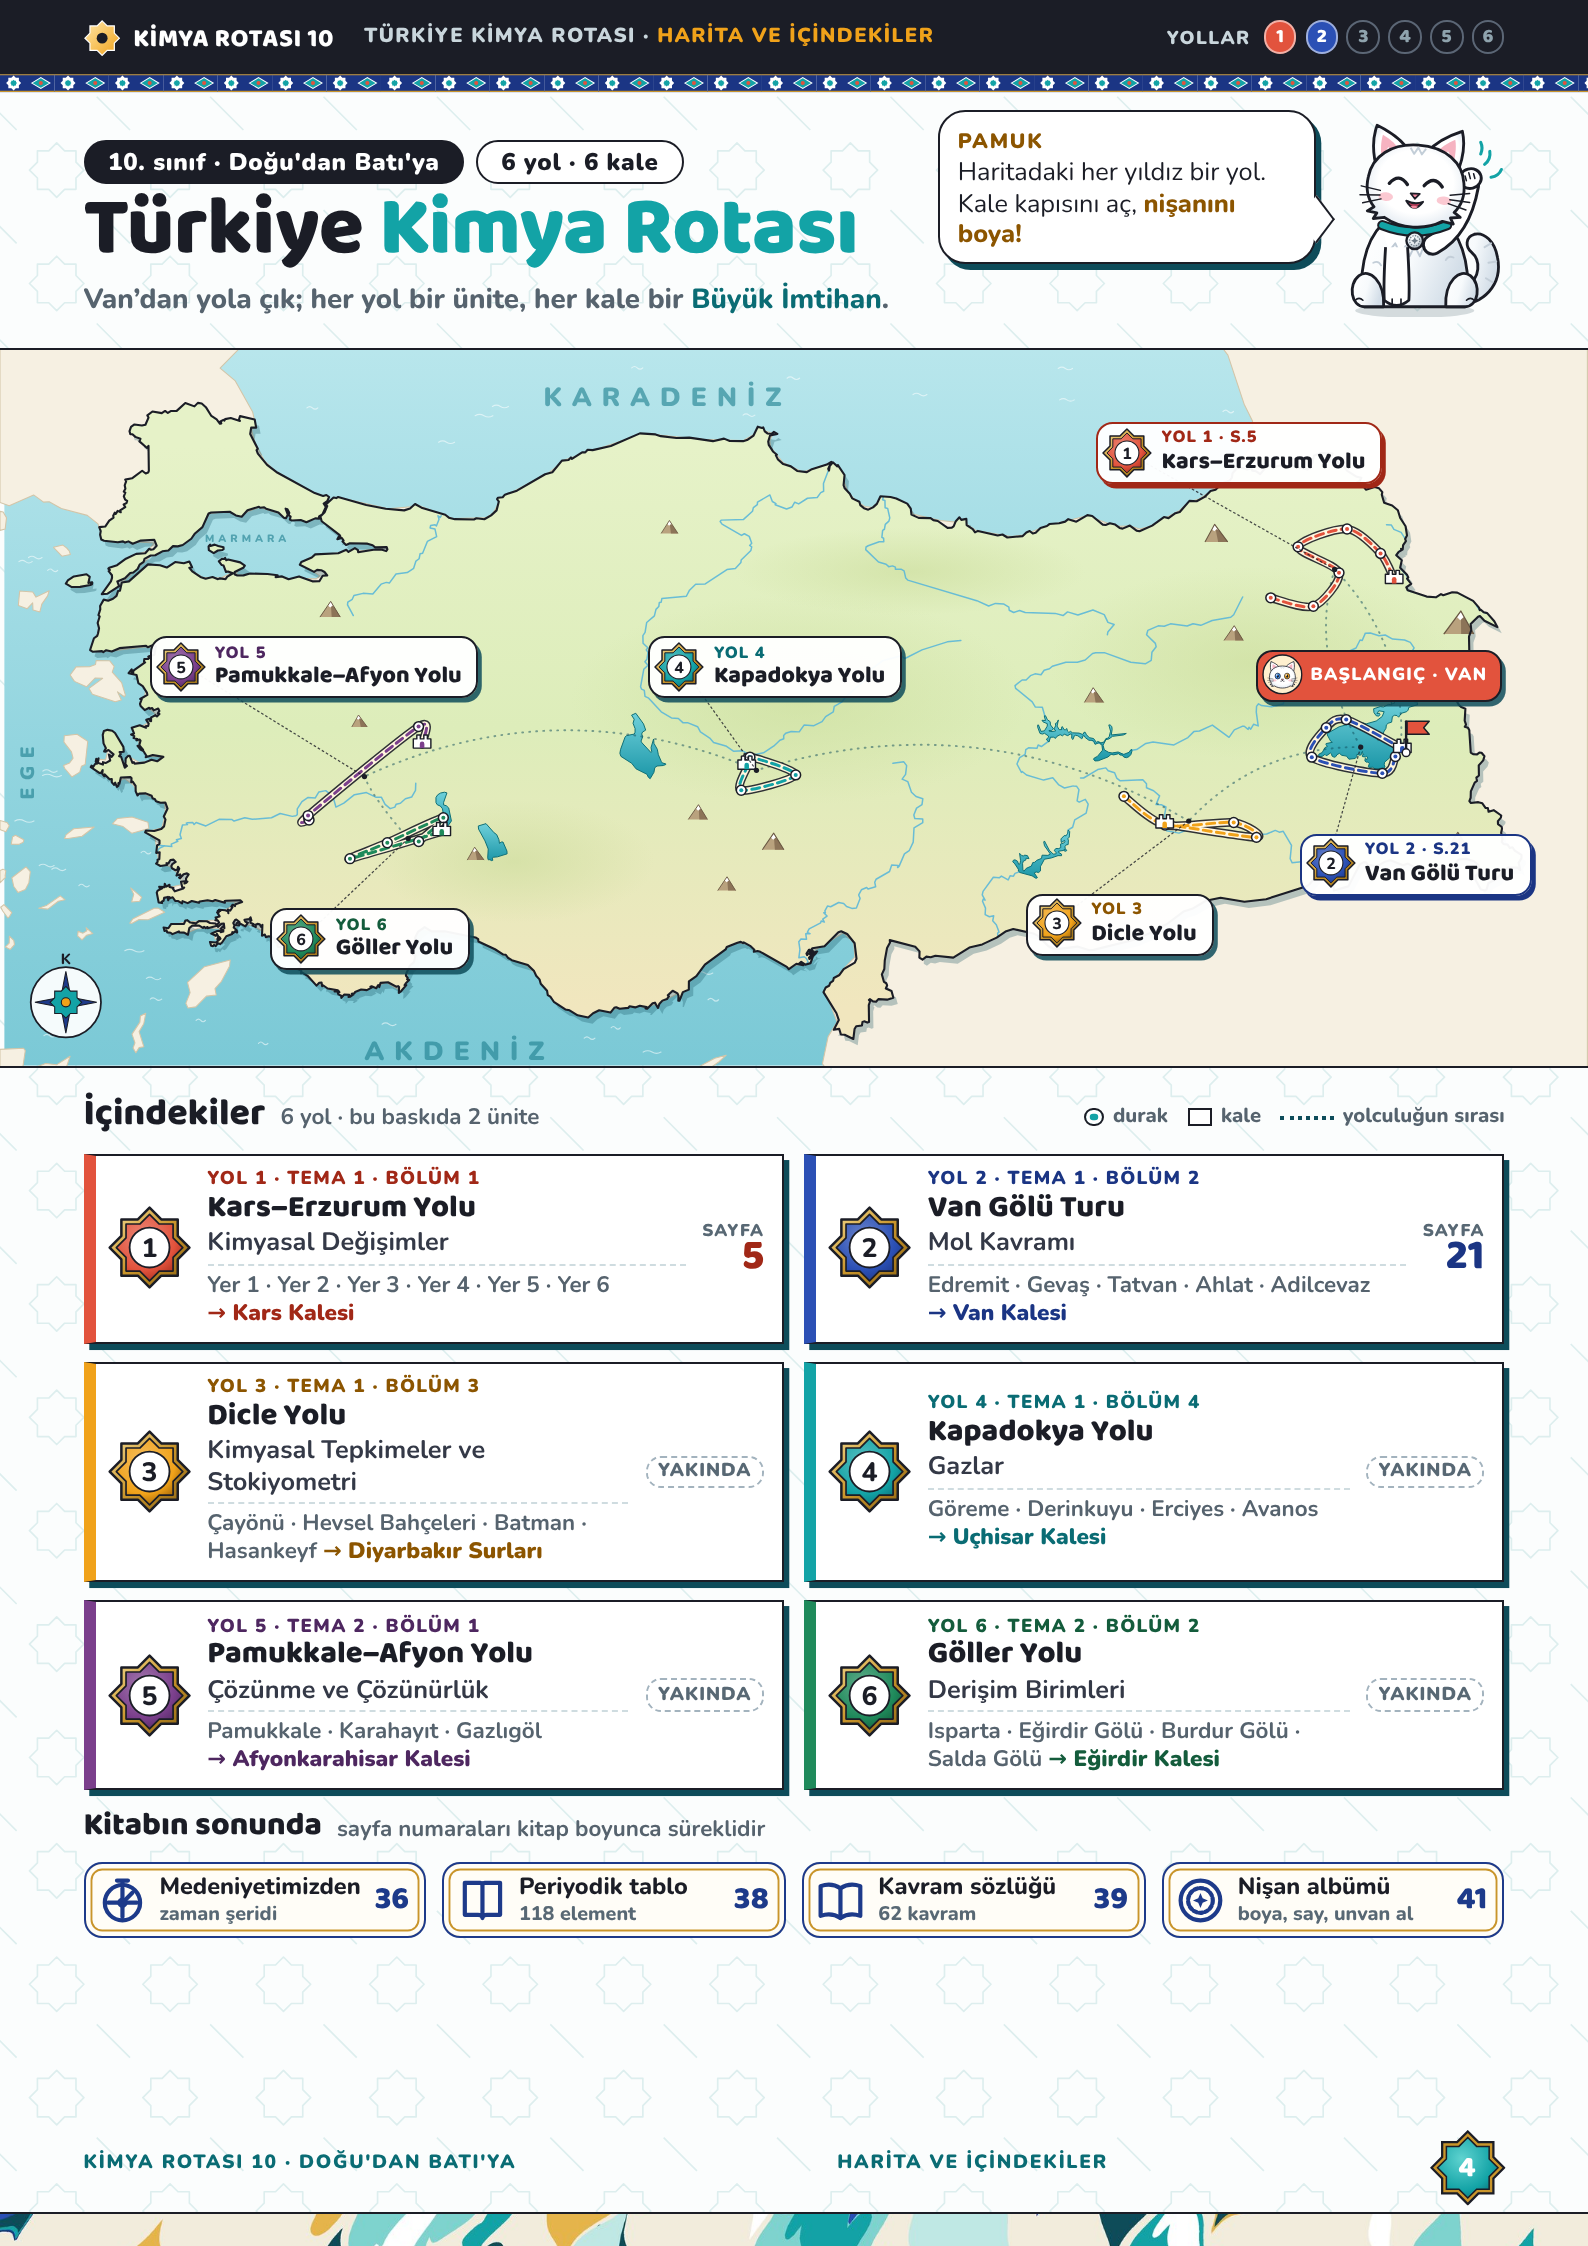 KİMYA ROTASI 10 TÜRKİYE KİMYA ROTASI · HARİTA VE İÇİNDEKİLER YOLLAR 1 2 3 4 5 6
10. sınıf · Doğu'dan Batı'ya 6 yol · 6 kale
Türkiye Kimya Rotası
Van’dan yola çık; her yol bir ünite, her kale bir Büyük İmtihan.
PAMUK
Haritadaki her yıldız bir yol.
Kale kapısını aç, nişanını
boya!
KARADENİZ
MARMARA
EGE
AKDENİZ
K
YOL 1 · S.5
1 Kars–Erzurum Yolu
BAŞLANGIÇ · VAN
YOL 5
5 Pamukkale–Afyon Yolu
YOL 4
4 Kapadokya Yolu
YOL 2 · S.21
2 Van Gölü Turu
YOL 3
3 Dicle Yolu
YOL 6
6 Göller Yolu
İçindekiler 6 yol · bu baskıda 2 ünite durak kale yolculuğun sırası
YOL 1 · TEMA 1 · BÖLÜM 1
Kars–Erzurum Yolu
1 Kimyasal Değişimler
SAYFA
5
Yer 1 · Yer 2 · Yer 3 · Yer 4 · Yer 5 · Yer 6
→ Kars Kalesi
YOL 2 · TEMA 1 · BÖLÜM 2
Van Gölü Turu
2 Mol Kavramı
SAYFA
21
Edremit · Gevaş · Tatvan · Ahlat · Adilcevaz
→ Van Kalesi
YOL 3 · TEMA 1 · BÖLÜM 3
Dicle Yolu
3 Kimyasal Tepkimeler ve
Stokiyometri
YAKINDA
Çayönü · Hevsel Bahçeleri · Batman ·
Hasankeyf → Diyarbakır Surları
YOL 4 · TEMA 1 · BÖLÜM 4
Kapadokya Yolu
4 Gazlar
YAKINDA
Göreme · Derinkuyu · Erciyes · Avanos
→ Uçhisar Kalesi
YOL 5 · TEMA 2 · BÖLÜM 1
Pamukkale–Afyon Yolu
5 Çözünme ve Çözünürlük
YAKINDA
Pamukkale · Karahayıt · Gazlıgöl
→ Afyonkarahisar Kalesi
YOL 6 · TEMA 2 · BÖLÜM 2
Göller Yolu
6 Derişim Birimleri
YAKINDA
Isparta · Eğirdir Gölü · Burdur Gölü ·
Salda Gölü → Eğirdir Kalesi
Kitabın sonunda sayfa numaraları kitap boyunca süreklidir
Medeniyetimizden 36
zaman şeridi
Periyodik tablo 38
118 element
Kavram sözlüğü 39
62 kavram
Nişan albümü 41
boya, say, unvan al
KİMYA ROTASI 10 · DOĞU'DAN BATI'YA HARİTA VE İÇİNDEKİLER 4